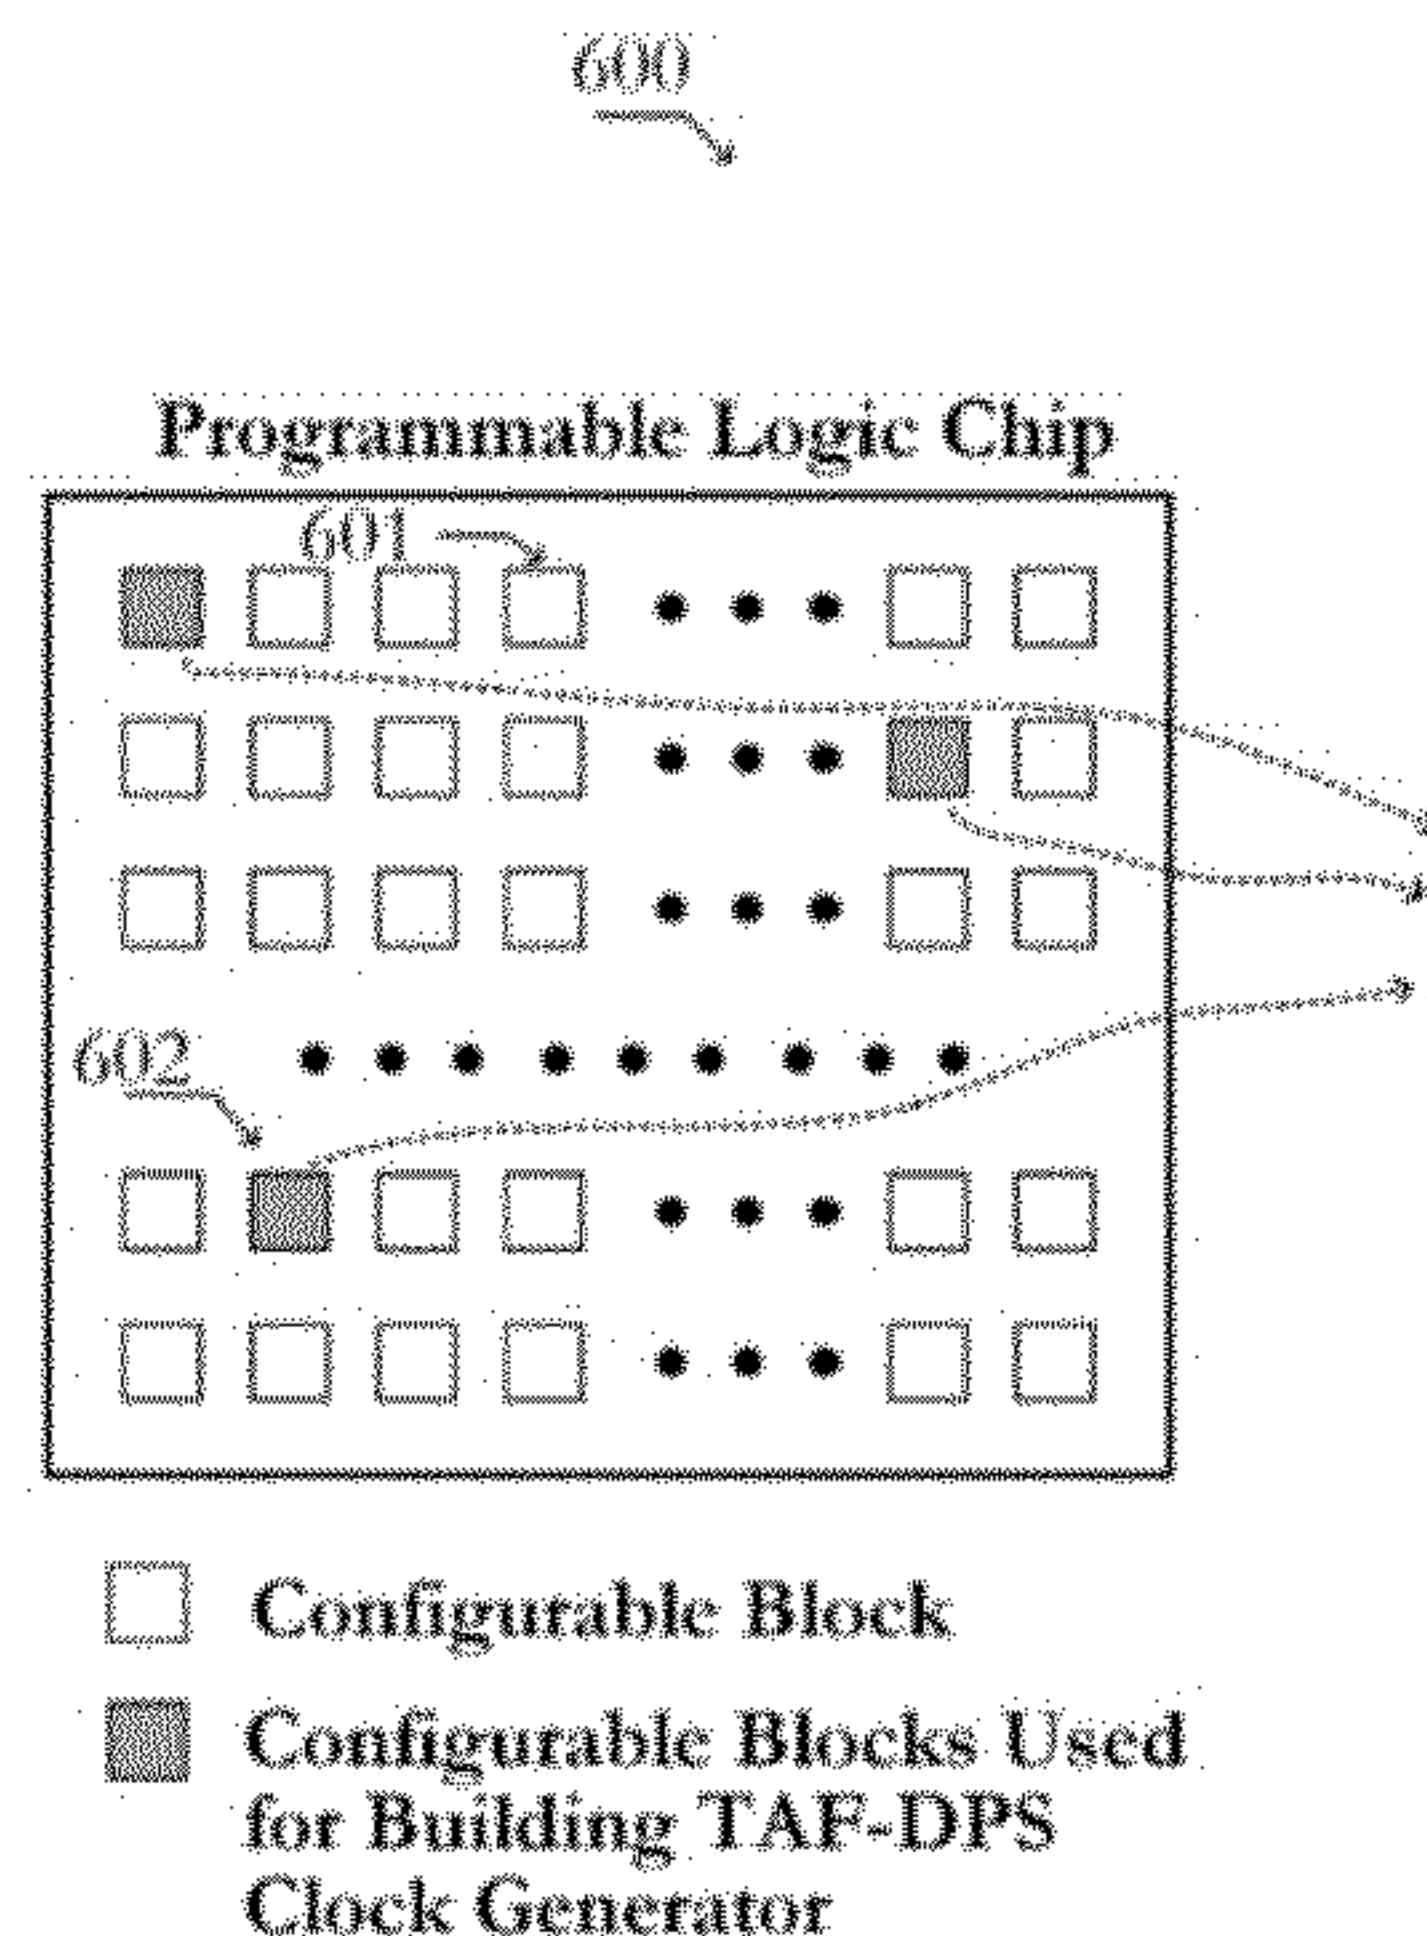 600
Programmable Logic Chip
601
602
Configurable Block
Configurable Blocks Used
for Building TAF-DPS
Clock Generator